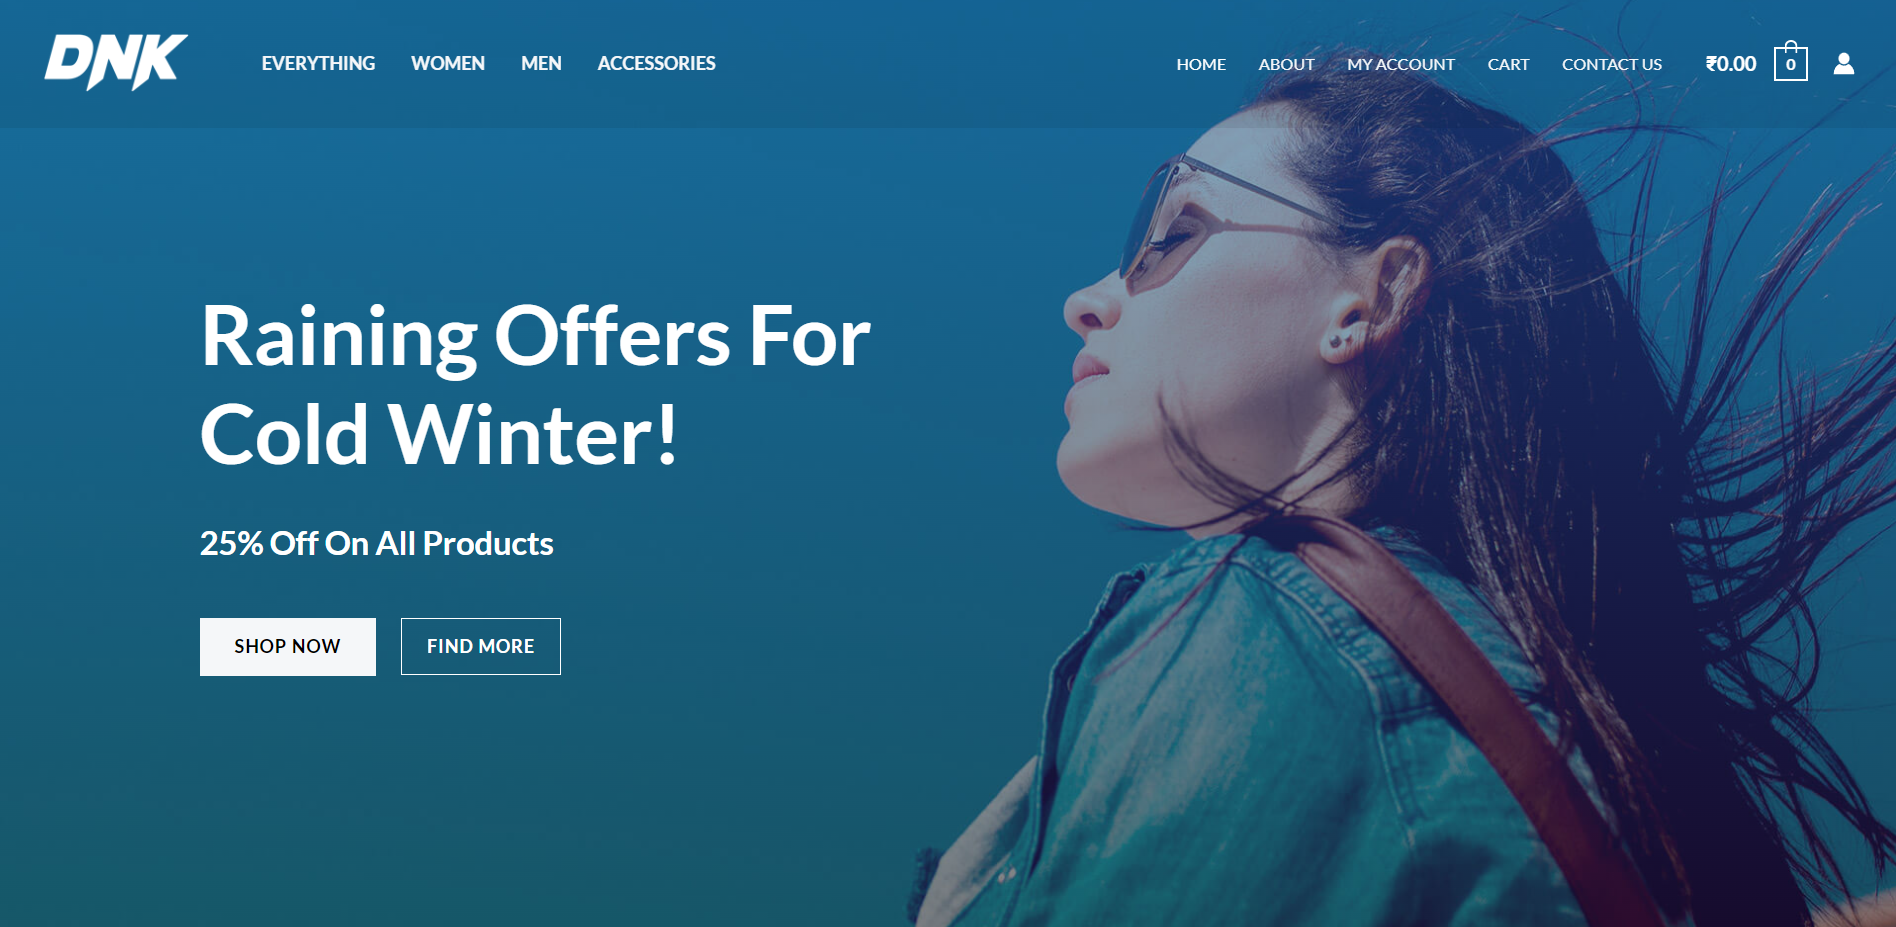 DNK
EVERYTHING WOMEN MEN ACCESSORIES
HOME ABOUT MY ACCOUNT CART CONTACT US ₹0.00 0
Raining Offers For
Cold Winter!
25% Off On All Products
SHOP NOW FIND MORE